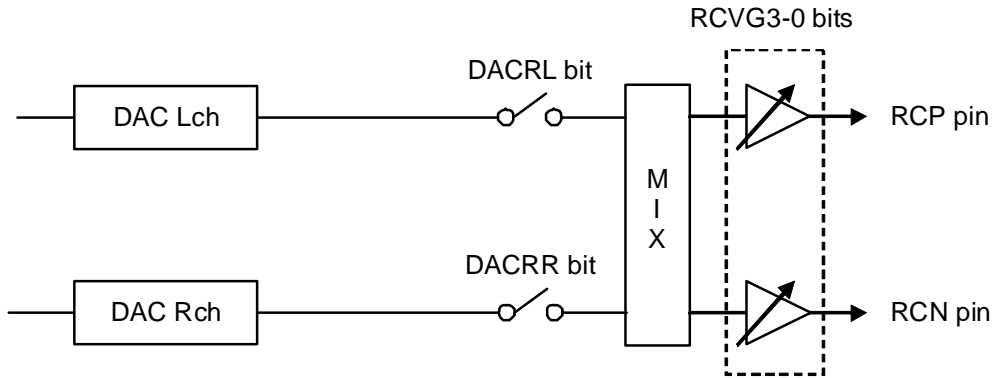 RCVG3-0 bits
DACRL bit
DAC Lch
RCP pin
M
I
X
DACRR bit
DAC Rch
RCN pin